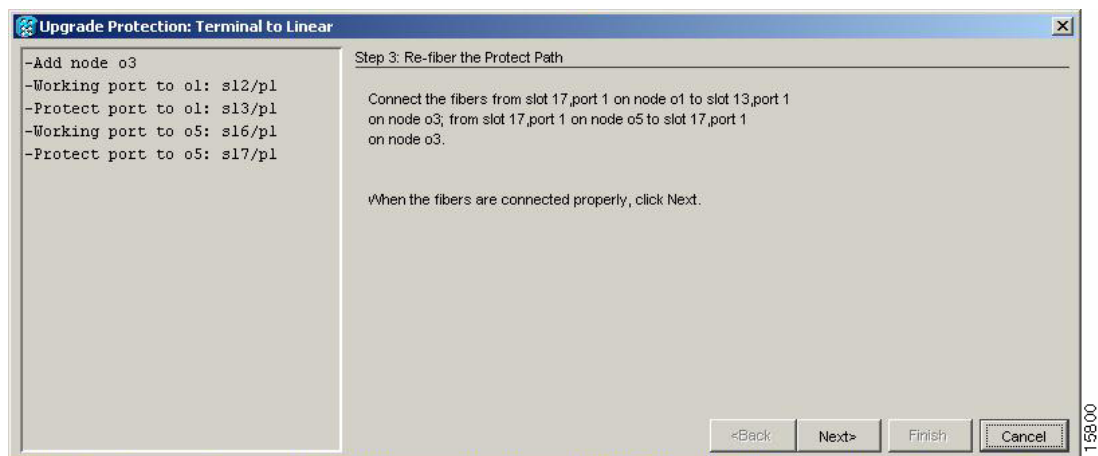 Upgrade Protection: Terminal to Linear
-Add node o3
-Working port to o1: s12/p1
-Protect port to o1: s13/p1
-Working port to o5: s16/p1
-Protect port to o5: s17/p1
Step 3: Re-fiber the Protect Path
Connect the fibers from slot 17,port 1 on node o1 to slot 13,port 1
on node o3; from slot 17,port 1 on node o5 to slot 17,port 1
on node o3.
When the fibers are connected properly, click Next.
<Back
Next>
Finish
Cancel
15800